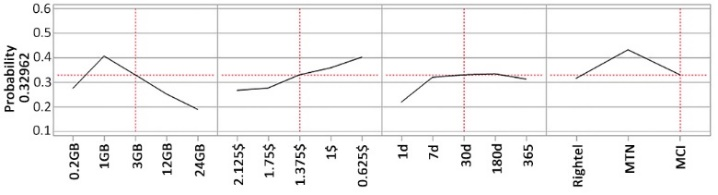 Probability
0.32962
0.6
0.5
0.4
0.3
0.2
0.1
0.2GB
1GB
3GB
12GB
24GB
2.125$
1.75$
1.375$
1$
0.625$
1d
7d
30d
180d
365
Rightel
MTN
MCI